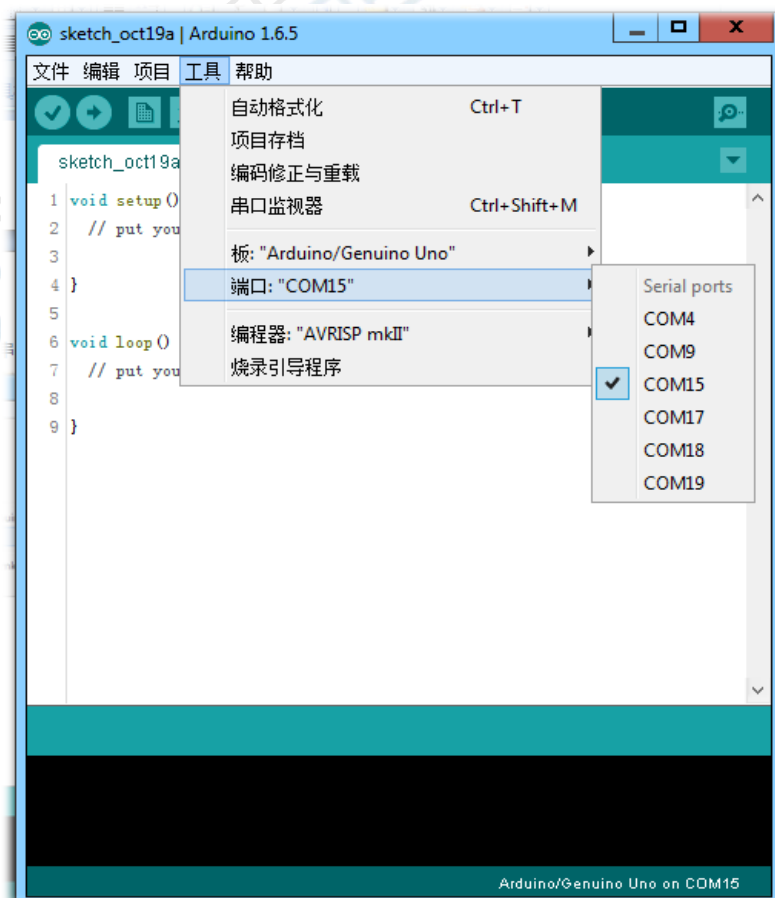 sketch_oct19a | Arduino 1.6.5
文件 编辑 项目 工具 帮助
sketch_oct19a
自动格式化 Ctrl+T
项目存档
编码修正与重载
串口监视器 Ctrl+Shift+M
板: "Arduino/Genuino Uno"
端口: "COM15"
编程器: "AVRISP mkII"
烧录引导程序
Serial ports
COM4
COM9
COM15
COM17
COM18
COM19
1 void setup()
2 // put you
3
4 }
5
6 void loop()
7 // put you
8
9 }
Arduino/Genuino Uno on COM15